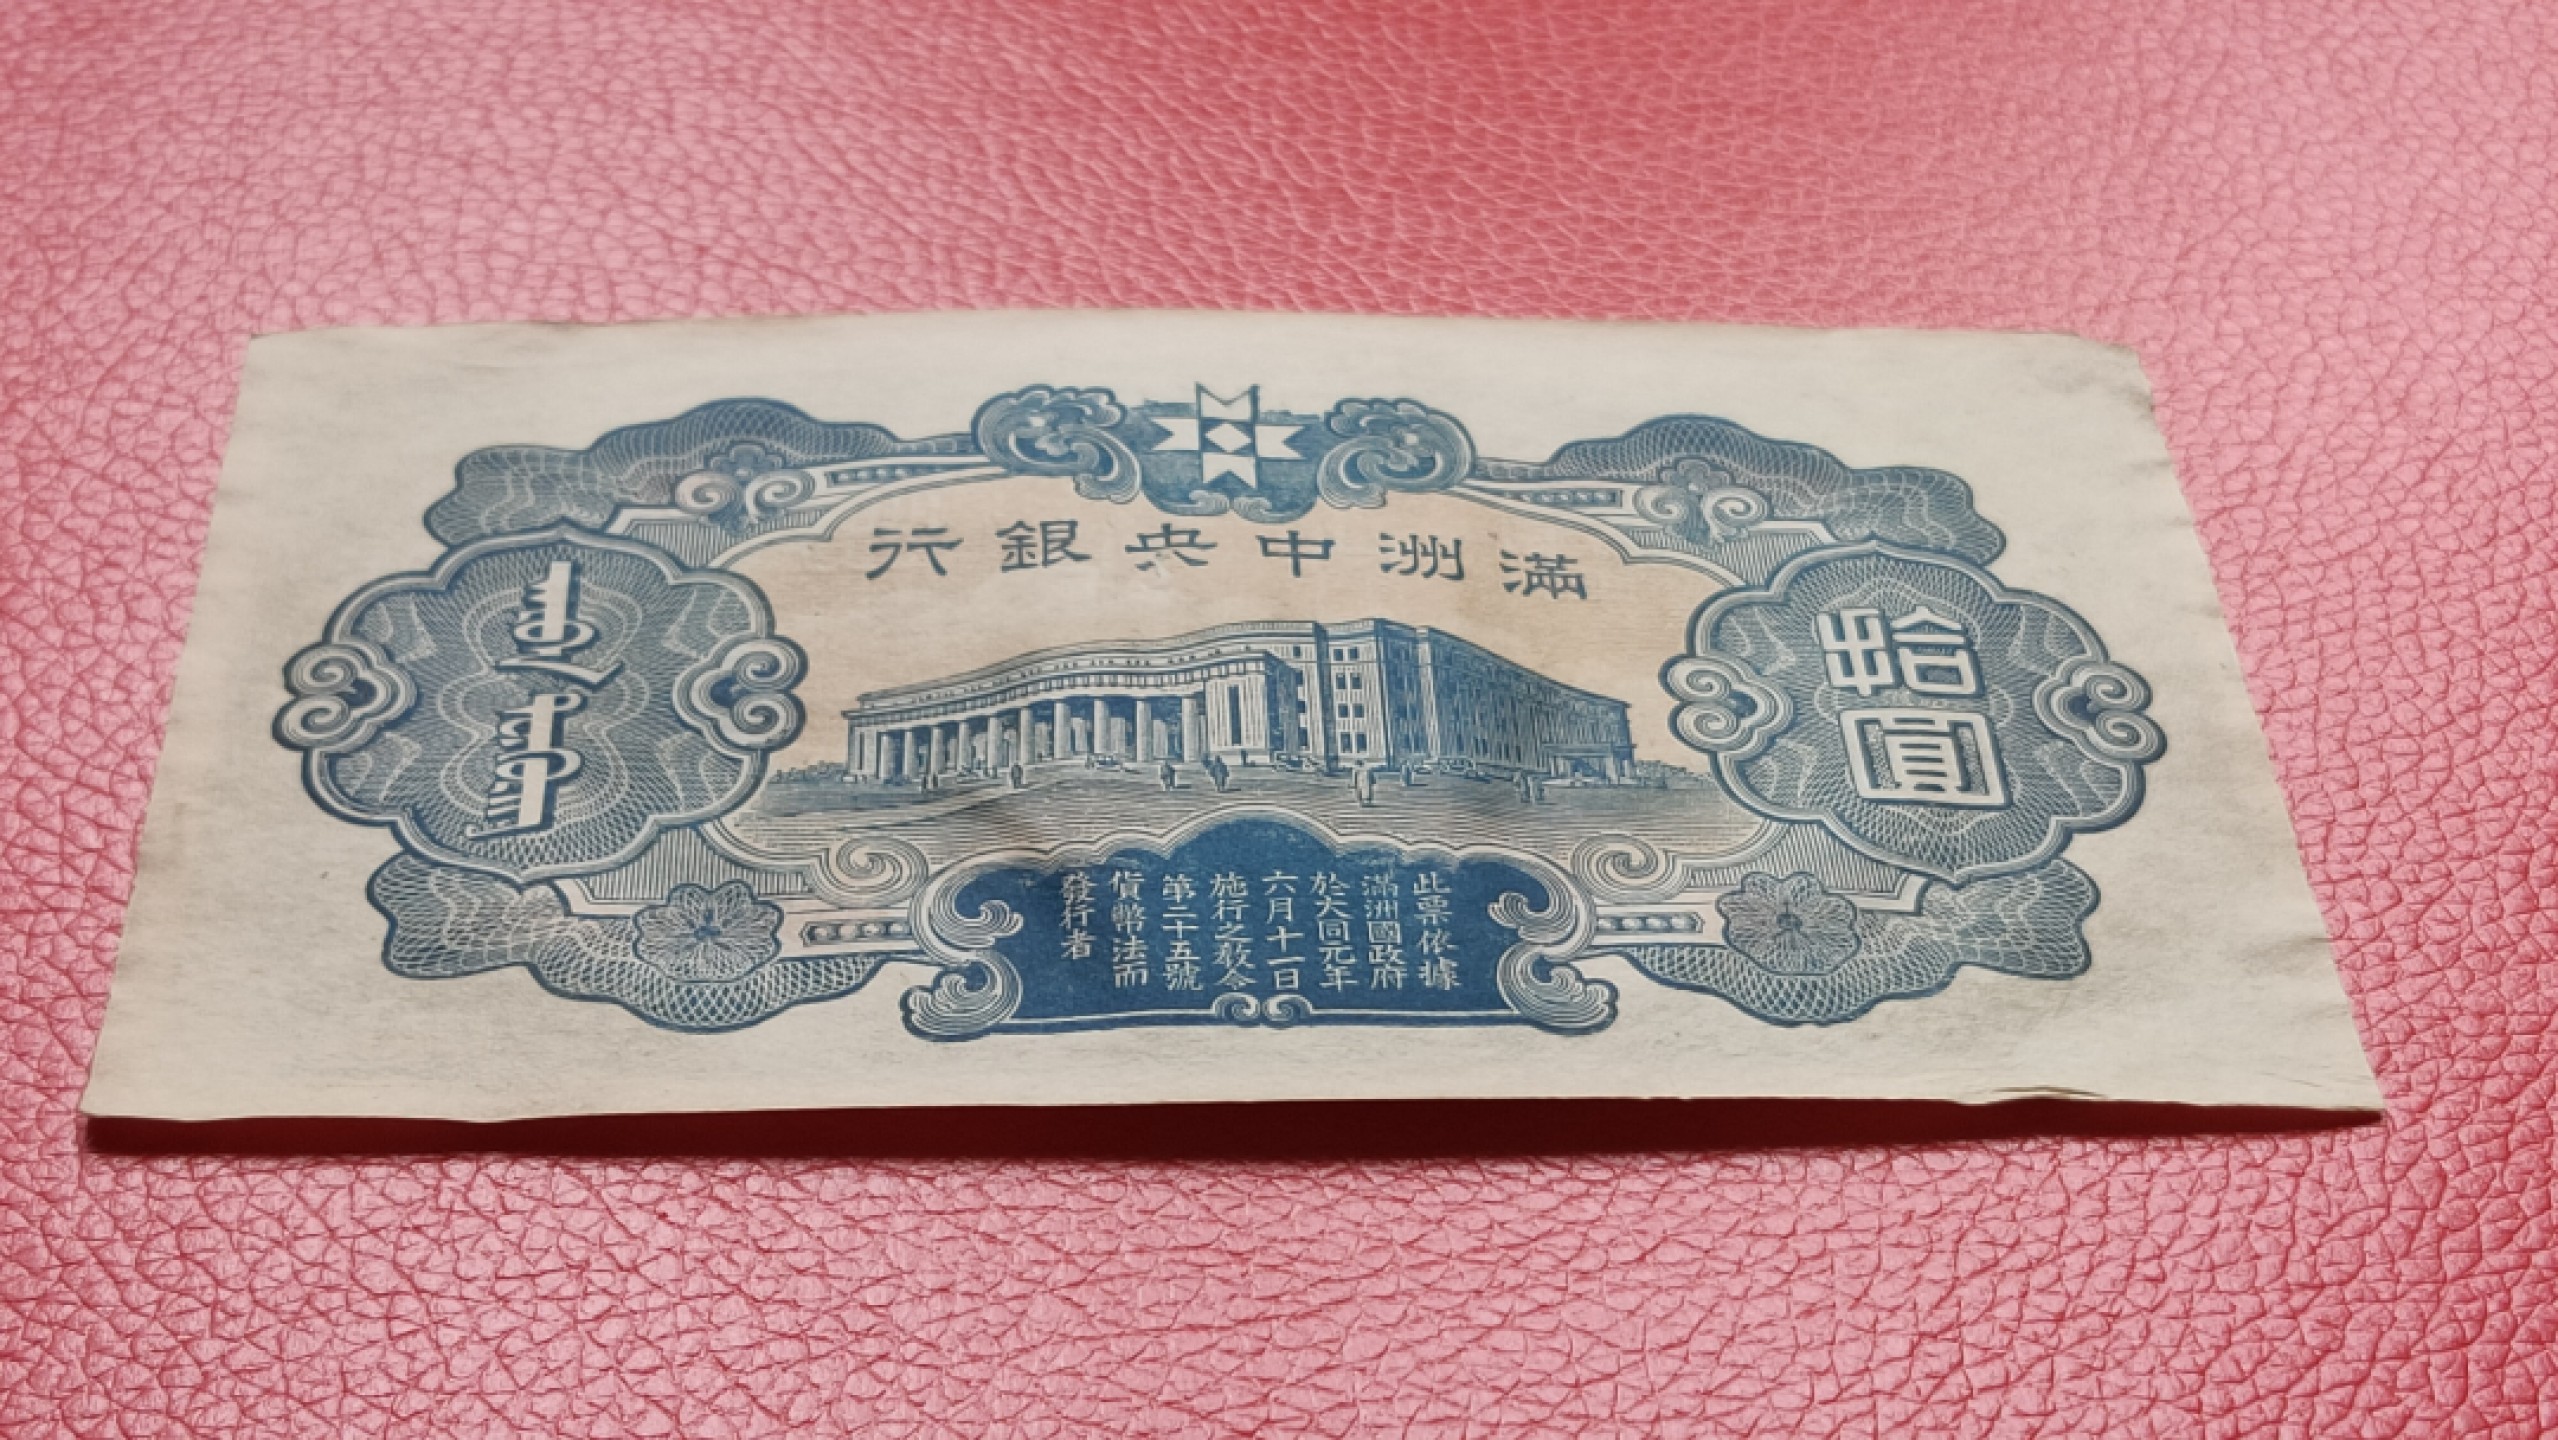 滿洲中央銀行
拾圓
此票依據
滿洲國政府
於大同元年
六月十一日
施行之教令
第二十五號
貨幣法而
發行者